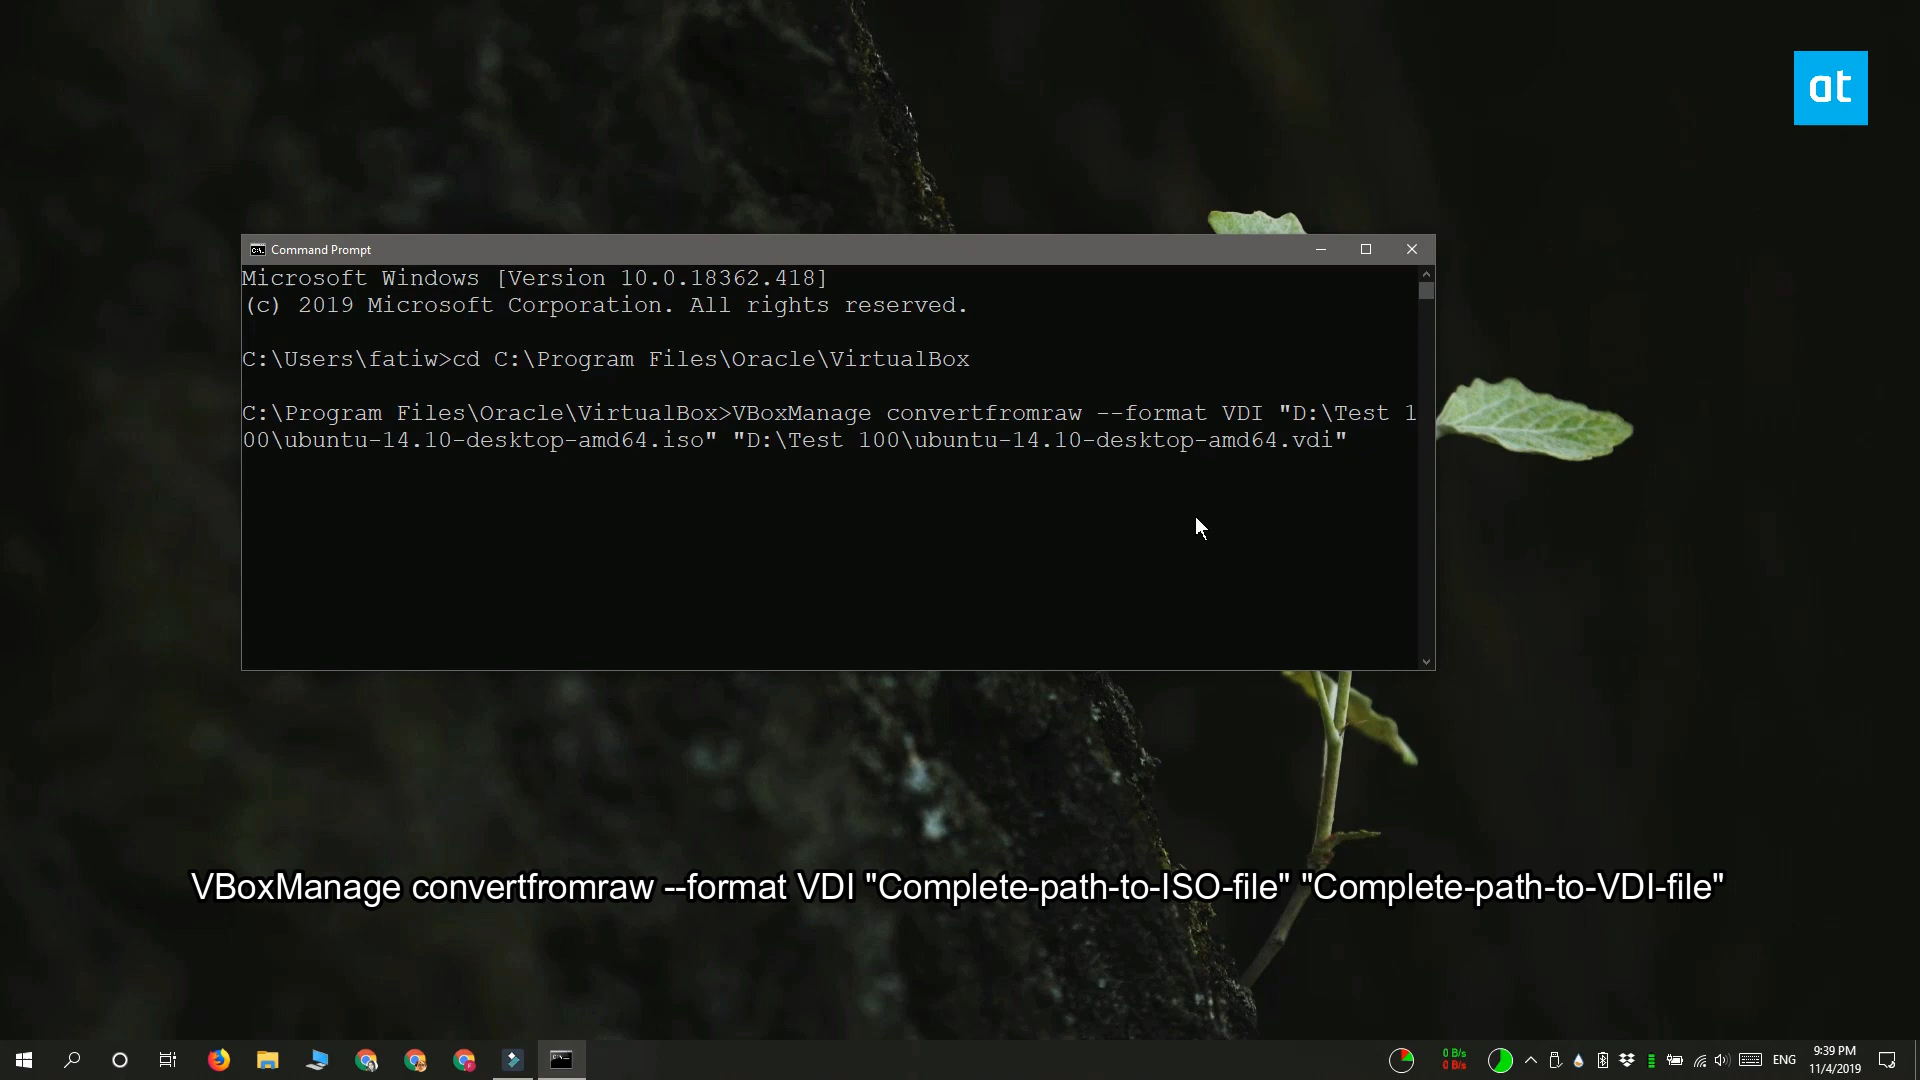 at
Command Prompt
Microsoft Windows [Version 10.0.18362.418]
(c) 2019 Microsoft Corporation. All rights reserved.
C:\Users\fatiw>cd C:\Program Files\Oracle\VirtualBox
C:\Program Files\Oracle\VirtualBox>VBoxManage convertfromraw --format VDI "D:\Test 1
00\ubuntu-14.10-desktop-amd64.iso" "D:\Test 100\ubuntu-14.10-desktop-amd64.vdi"
VBoxManage convertfromraw --format VDI "Complete-path-to-ISO-file" "Complete-path-to-VDI-file"
0 B/s
0 B/s
ENG
9:39 PM
11/4/2019